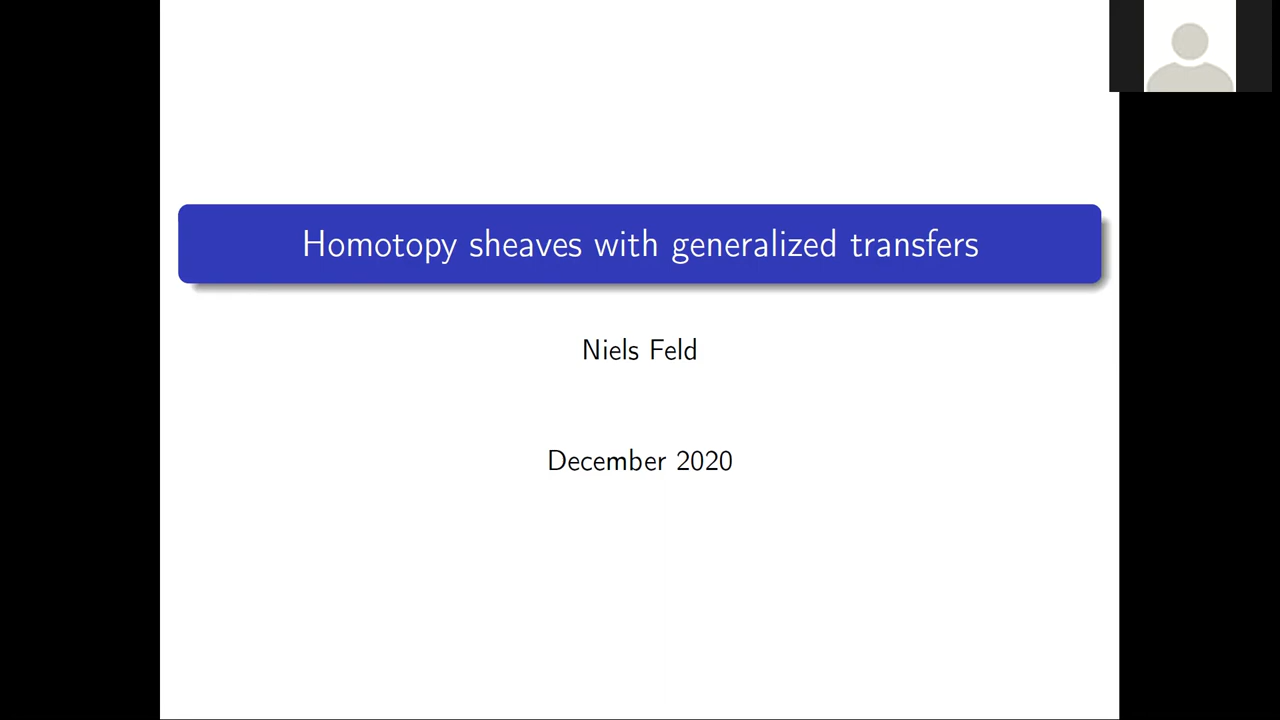 Homotopy sheaves with generalized transfers
Niels Feld
December 2020